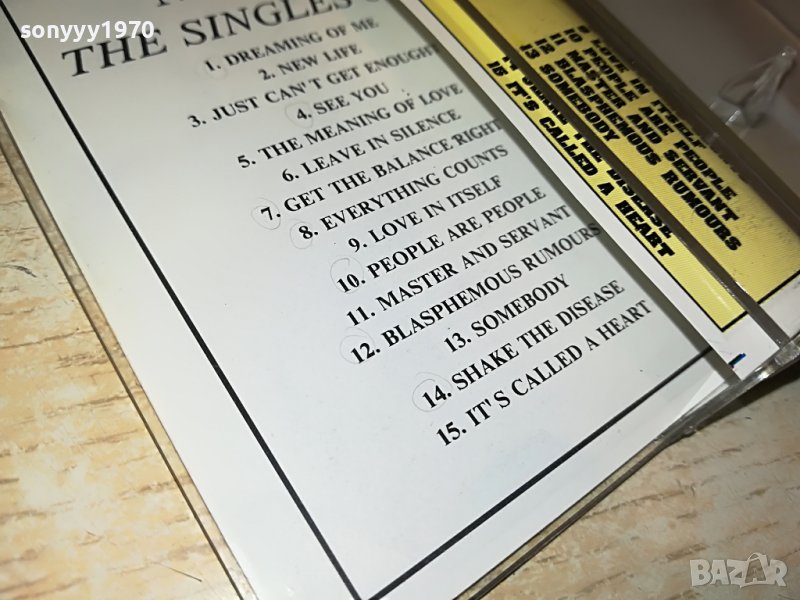 sonyyy1970
THE SINGLES
1. DREAMING OF ME
2. NEW LIFE
3. JUST CAN'T GET ENOUGH
4. SEE YOU
5. THE MEANING OF LOVE
6. LEAVE IN SILENCE
7. GET THE BALANCE RIGHT
8. EVERYTHING COUNTS
9. LOVE IN ITSELF
10. PEOPLE ARE PEOPLE
11. MASTER AND SERVANT
12. BLASPHEMOUS RUMOURS
13. SOMEBODY
14. SHAKE THE DISEASE
15. IT'S CALLED A HEART
LOVE IN ITSELF
PEOPLE ARE PEOPLE
MASTER AND SERVANT
BLASPHEMOUS RUMOURS
SOMEBODY
THE DISEASE
15 IT'S CALLED A HEART
BAZAR